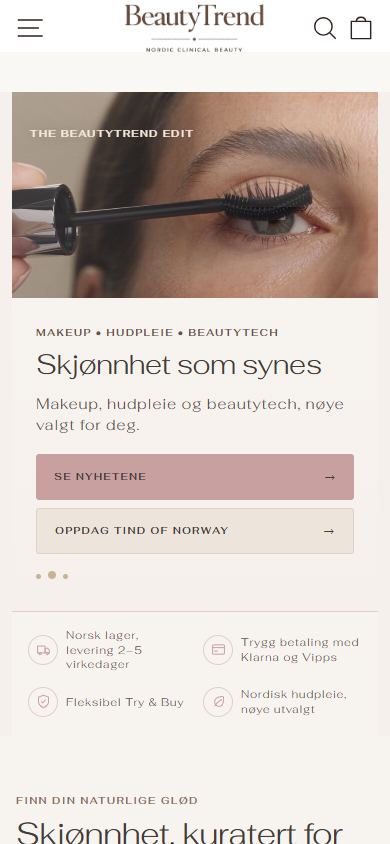 BeautyTrend
NORDIC CLINICAL BEAUTY
THE BEAUTYTREND EDIT
MAKEUP • HUDPLEIE • BEAUTYTECH
Skjønnhet som synes
Makeup, hudpleie og beautytech, nøye
valgt for deg.
SE NYHETENE →
OPPDAG TIND OF NORWAY →
Norsk lager,
levering 2–5
virkedager
Trygg betaling med
Klarna og Vipps
Fleksibel Try & Buy
Nordisk hudpleie,
nøye utvalgt
FINN DIN NATURLIGE GLØD
Skjønnhet, kuratert for